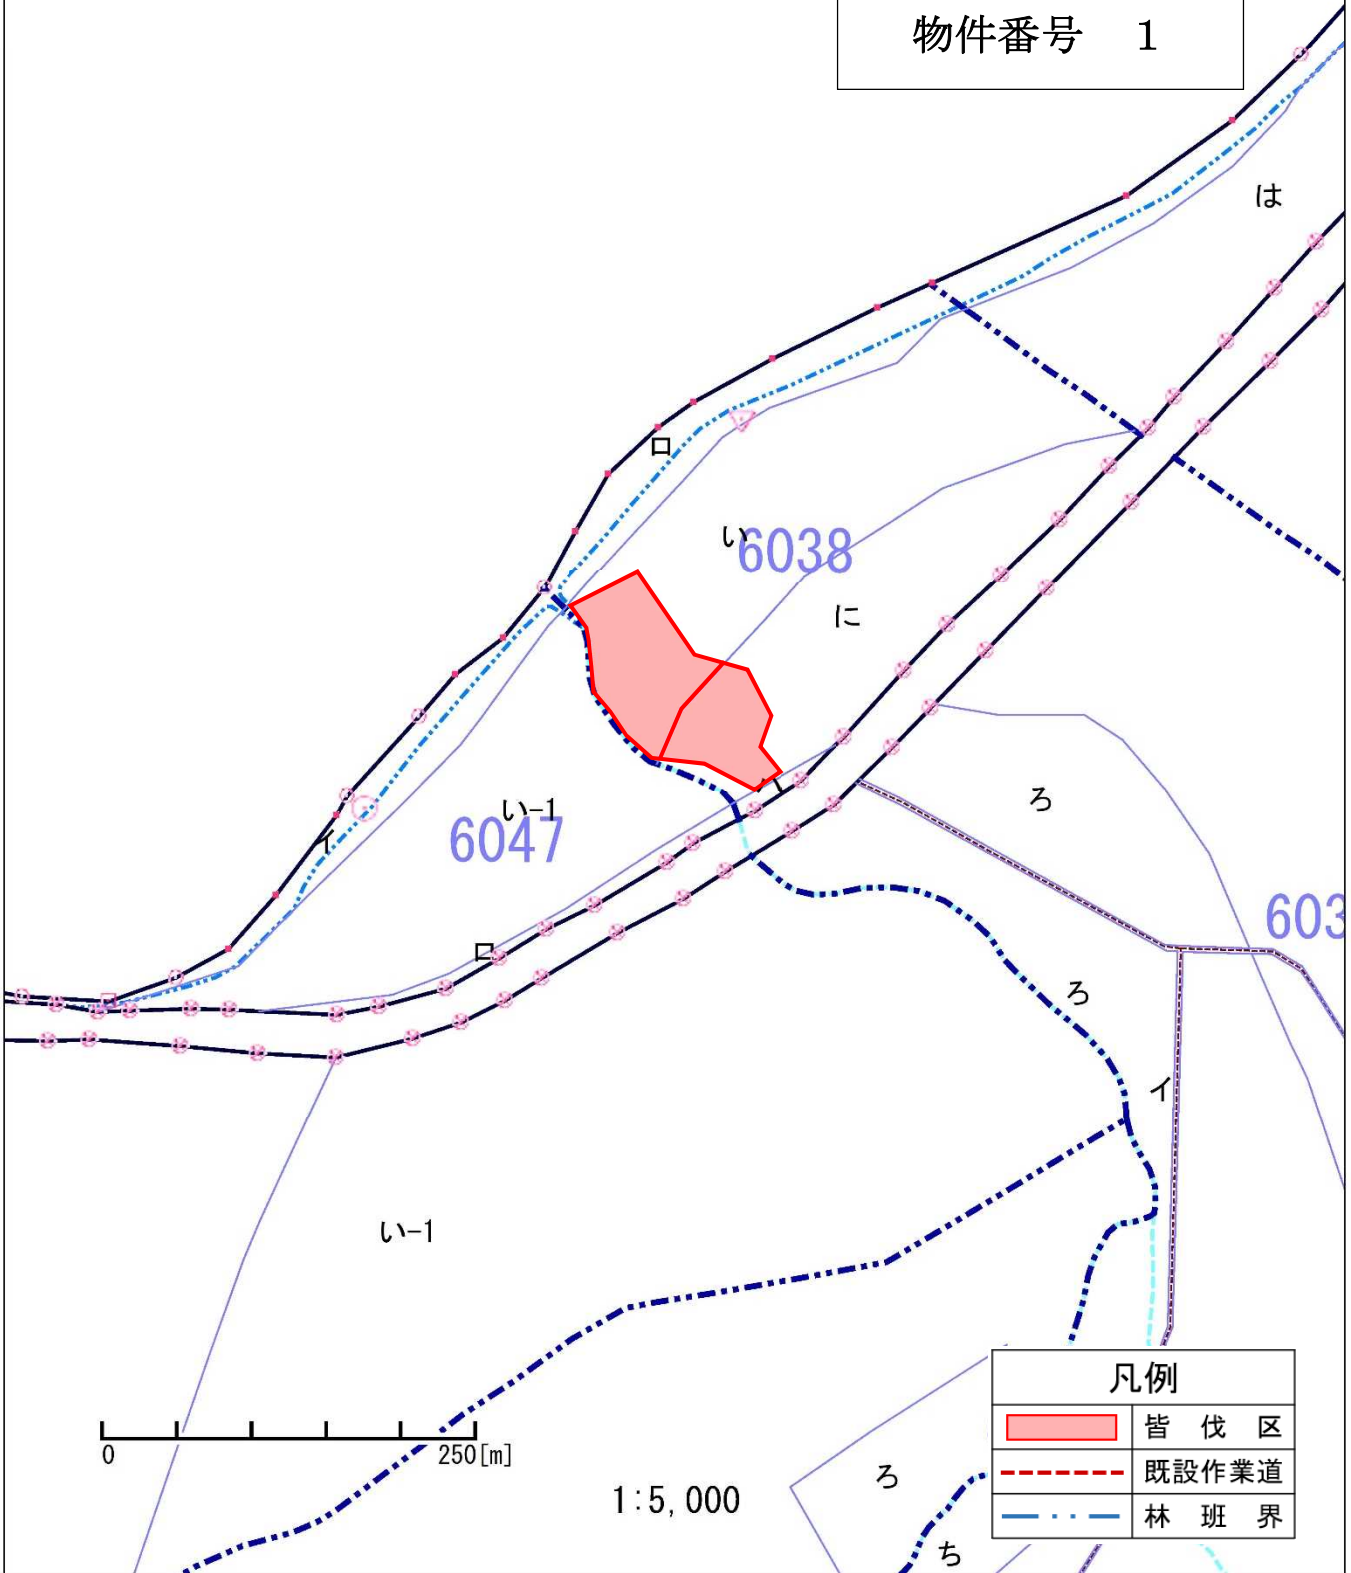 物件番号　1
は
ロ
い
6038
に
い-1
6047
イ
ろ
603
ロ
ろ
イ
い-1
0 250[m]
1:5,000
凡例
皆 伐 区
既設作業道
林 班 界
ろ
ち